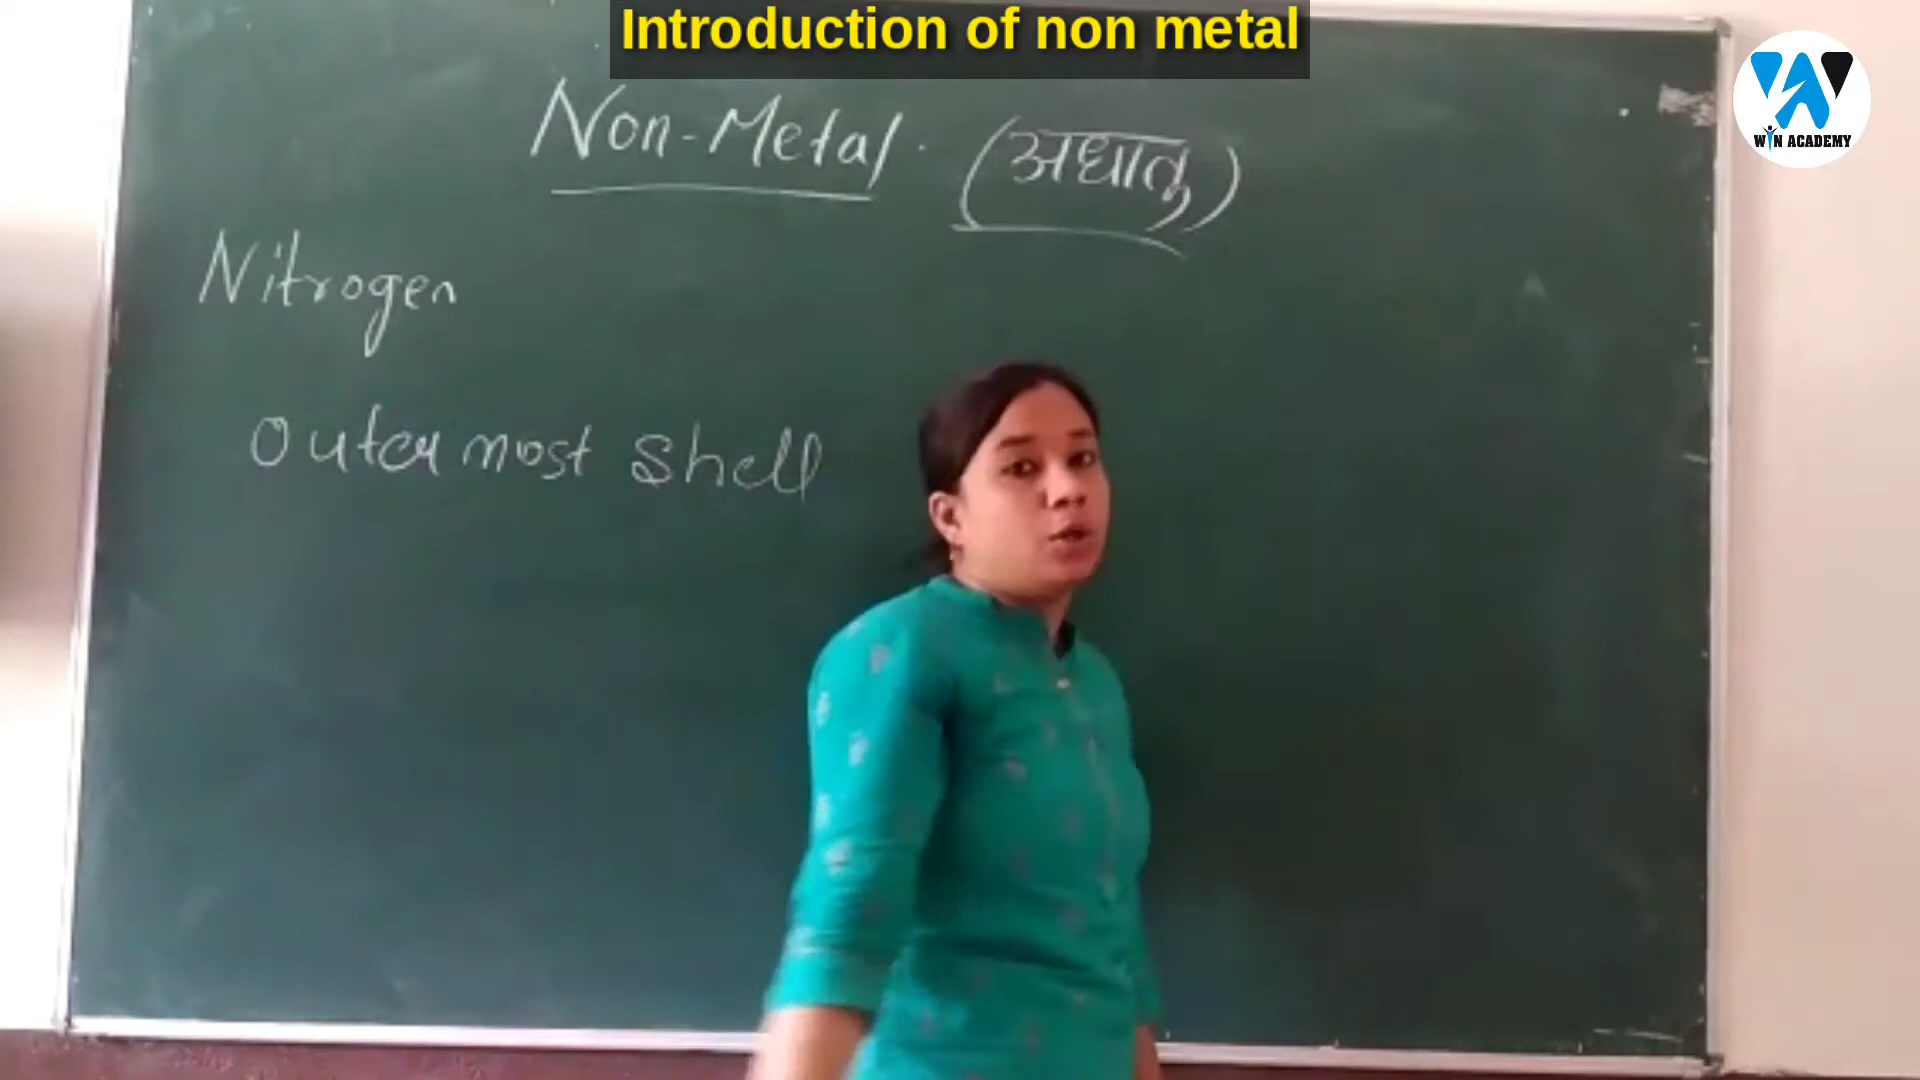 Introduction of non metal
Non-Metal. (अधातु)
WIN ACADEMY
Nitrogen
Outer most shell